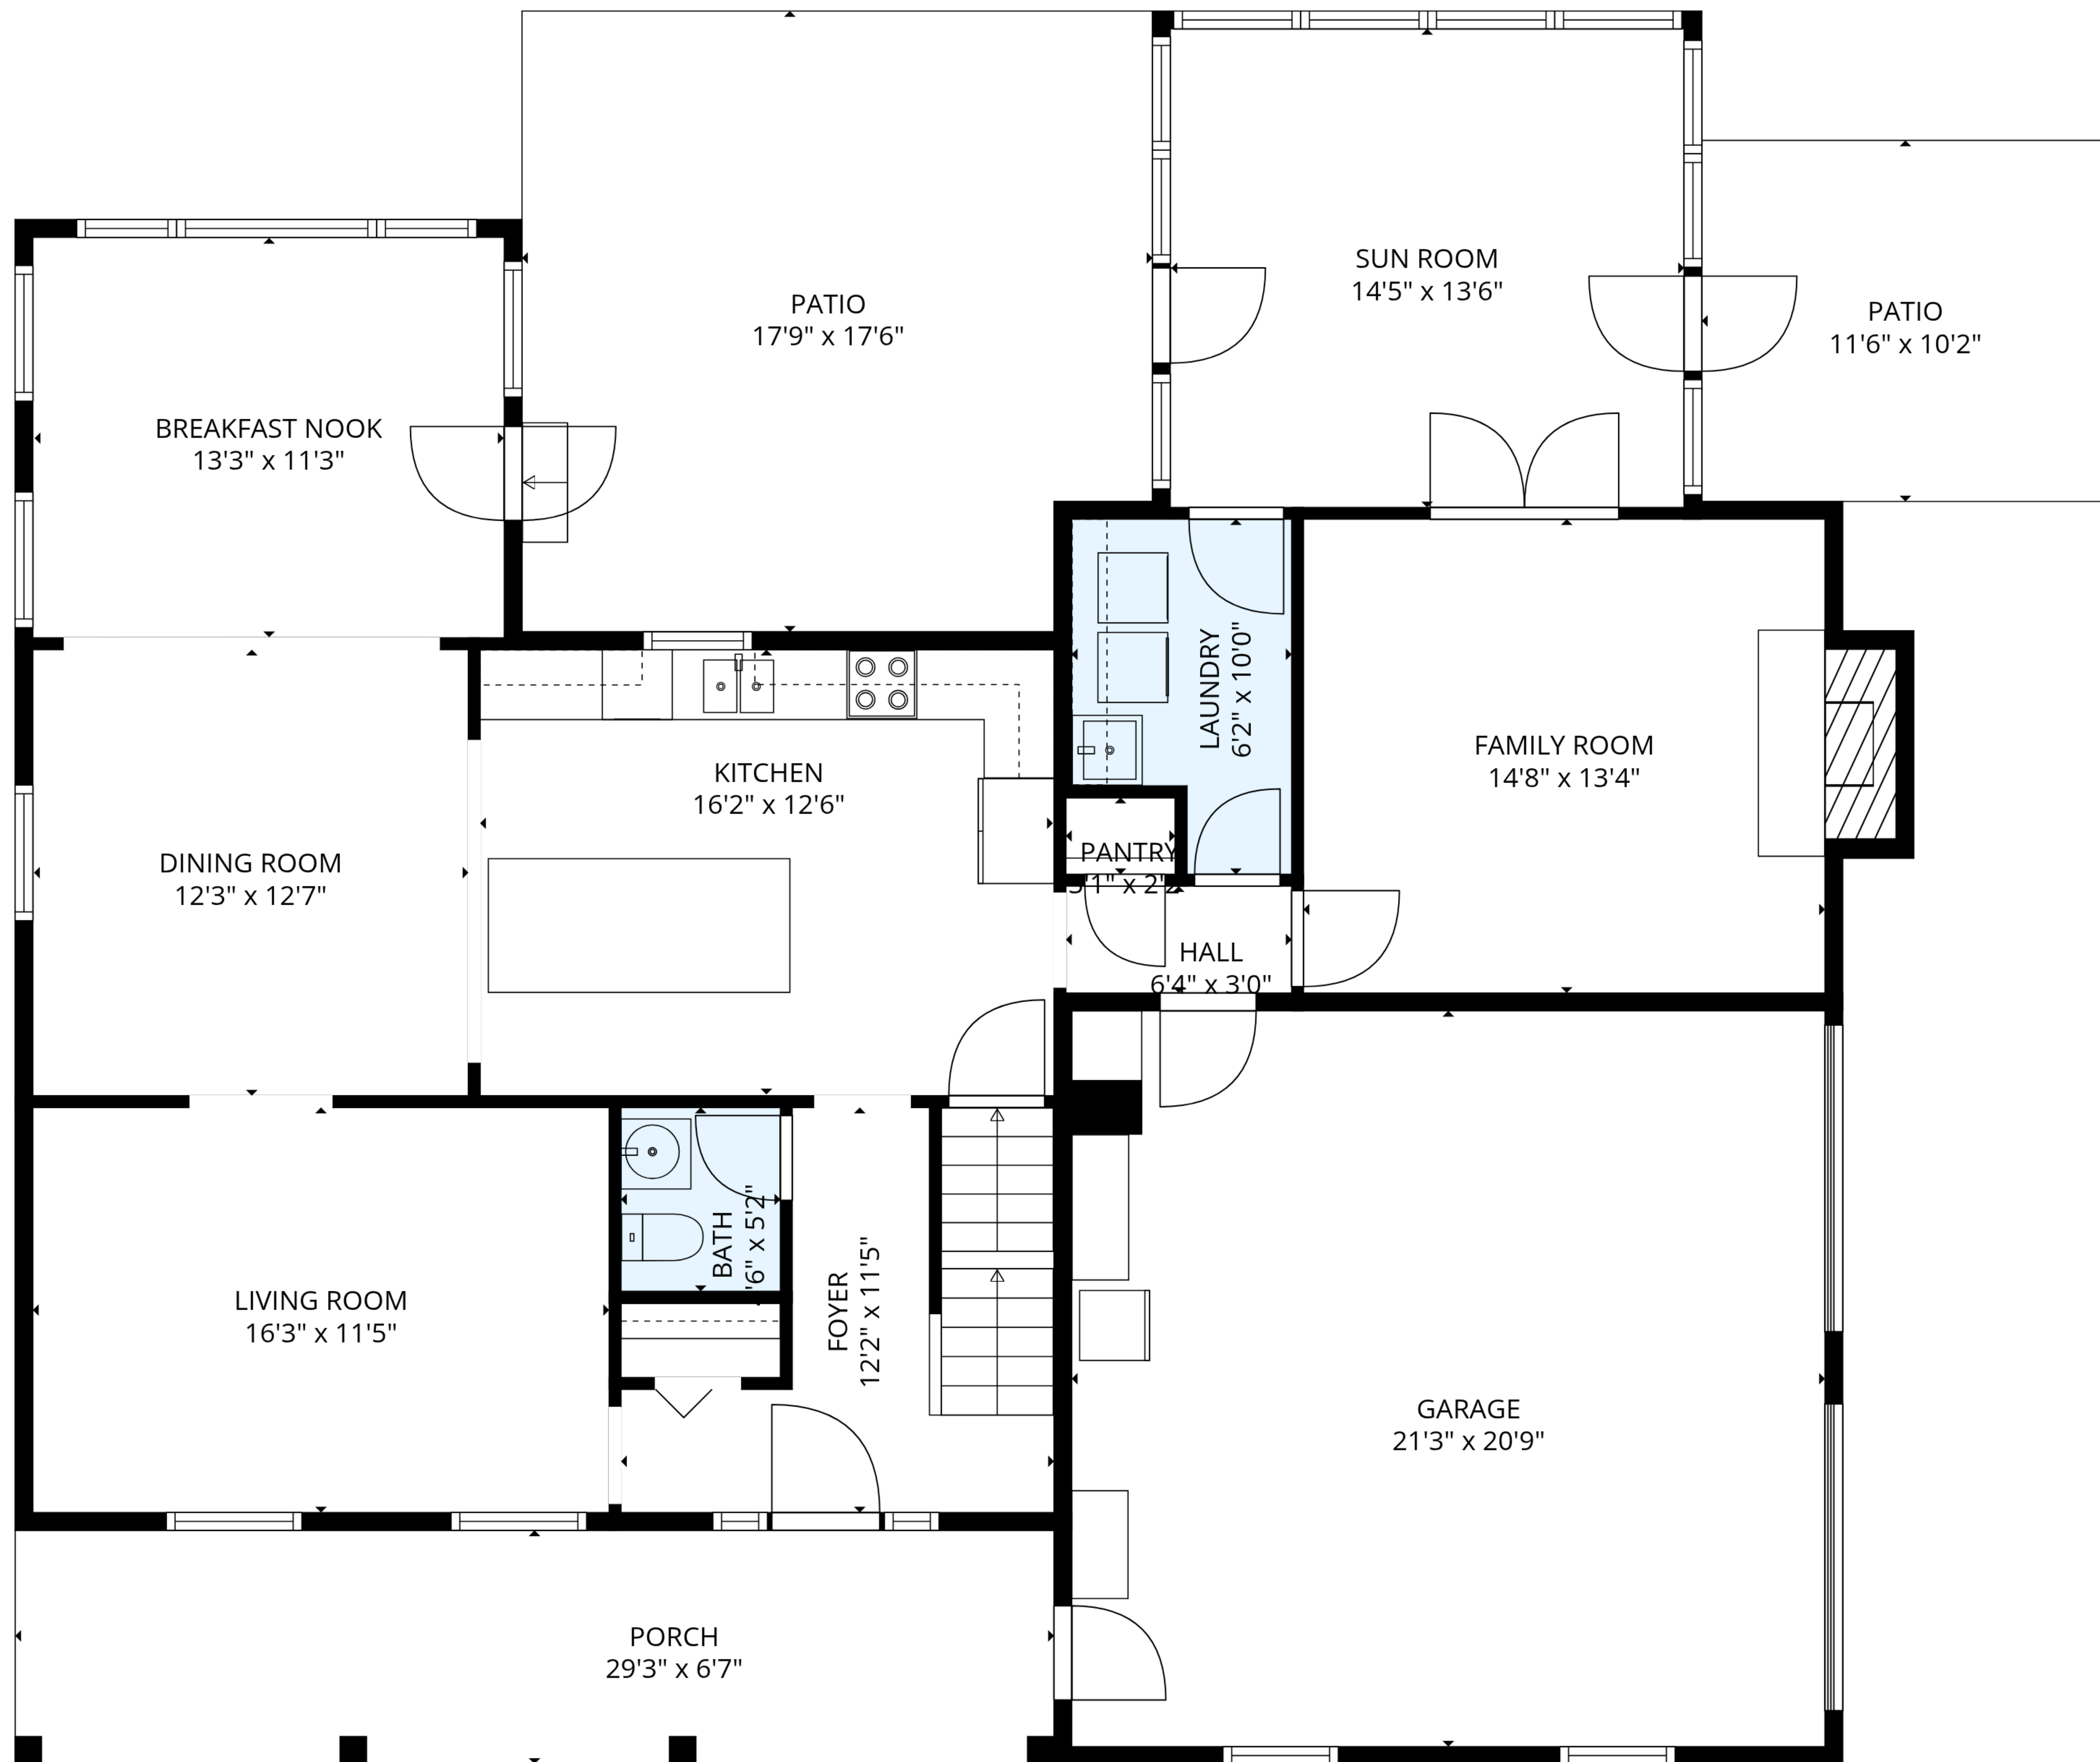 SUN ROOM
14'5" x 13'6"
PATIO
17'9" x 17'6"
PATIO
11'6" x 10'2"
BREAKFAST NOOK
13'3" x 11'3"
LAUNDRY
6'2" x 10'0"
FAMILY ROOM
14'8" x 13'4"
KITCHEN
16'2" x 12'6"
DINING ROOM
12'3" x 12'7"
PANTRY
HALL
6'4" x 3'0"
BATH
x 5'2"
FOYER
12'2" x 11'5"
LIVING ROOM
16'3" x 11'5"
GARAGE
21'3" x 20'9"
PORCH
29'3" x 6'7"